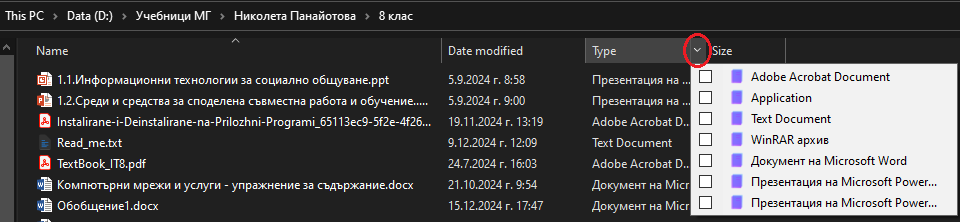 This PC > Data (D:) > Учебници МГ > Николета Панайотова > 8 клас
Name Date modified Type Size
1.1.Информационни технологии за социално общуване.ppt 5.9.2024 г. 8:58 Презентация на ...
1.2.Среди и средства за споделена съвместна работа и обучение.... 5.9.2024 г. 9:00 Презентация на ...
Instalirane-i-Deinstalirane-na-Prilozhni-Programi_65113ec9-5f2e-4f26... 19.11.2024 г. 13:19 Adobe Acrobat D...
Read_me.txt 9.12.2024 г. 12:09 Text Document
TextBook_IT8.pdf 24.7.2024 г. 16:03 Adobe Acrobat D...
Компютърни мрежи и услуги - упражнение за съдържание.docx 21.10.2024 г. 9:54 Документ на Micr
Обобщение1.docx 15.12.2024 г. 17:47 Документ на Micr
Adobe Acrobat Document
Application
Text Document
WinRAR архив
Документ на Microsoft Word
Презентация на Microsoft Power...
Презентация на Microsoft Power...